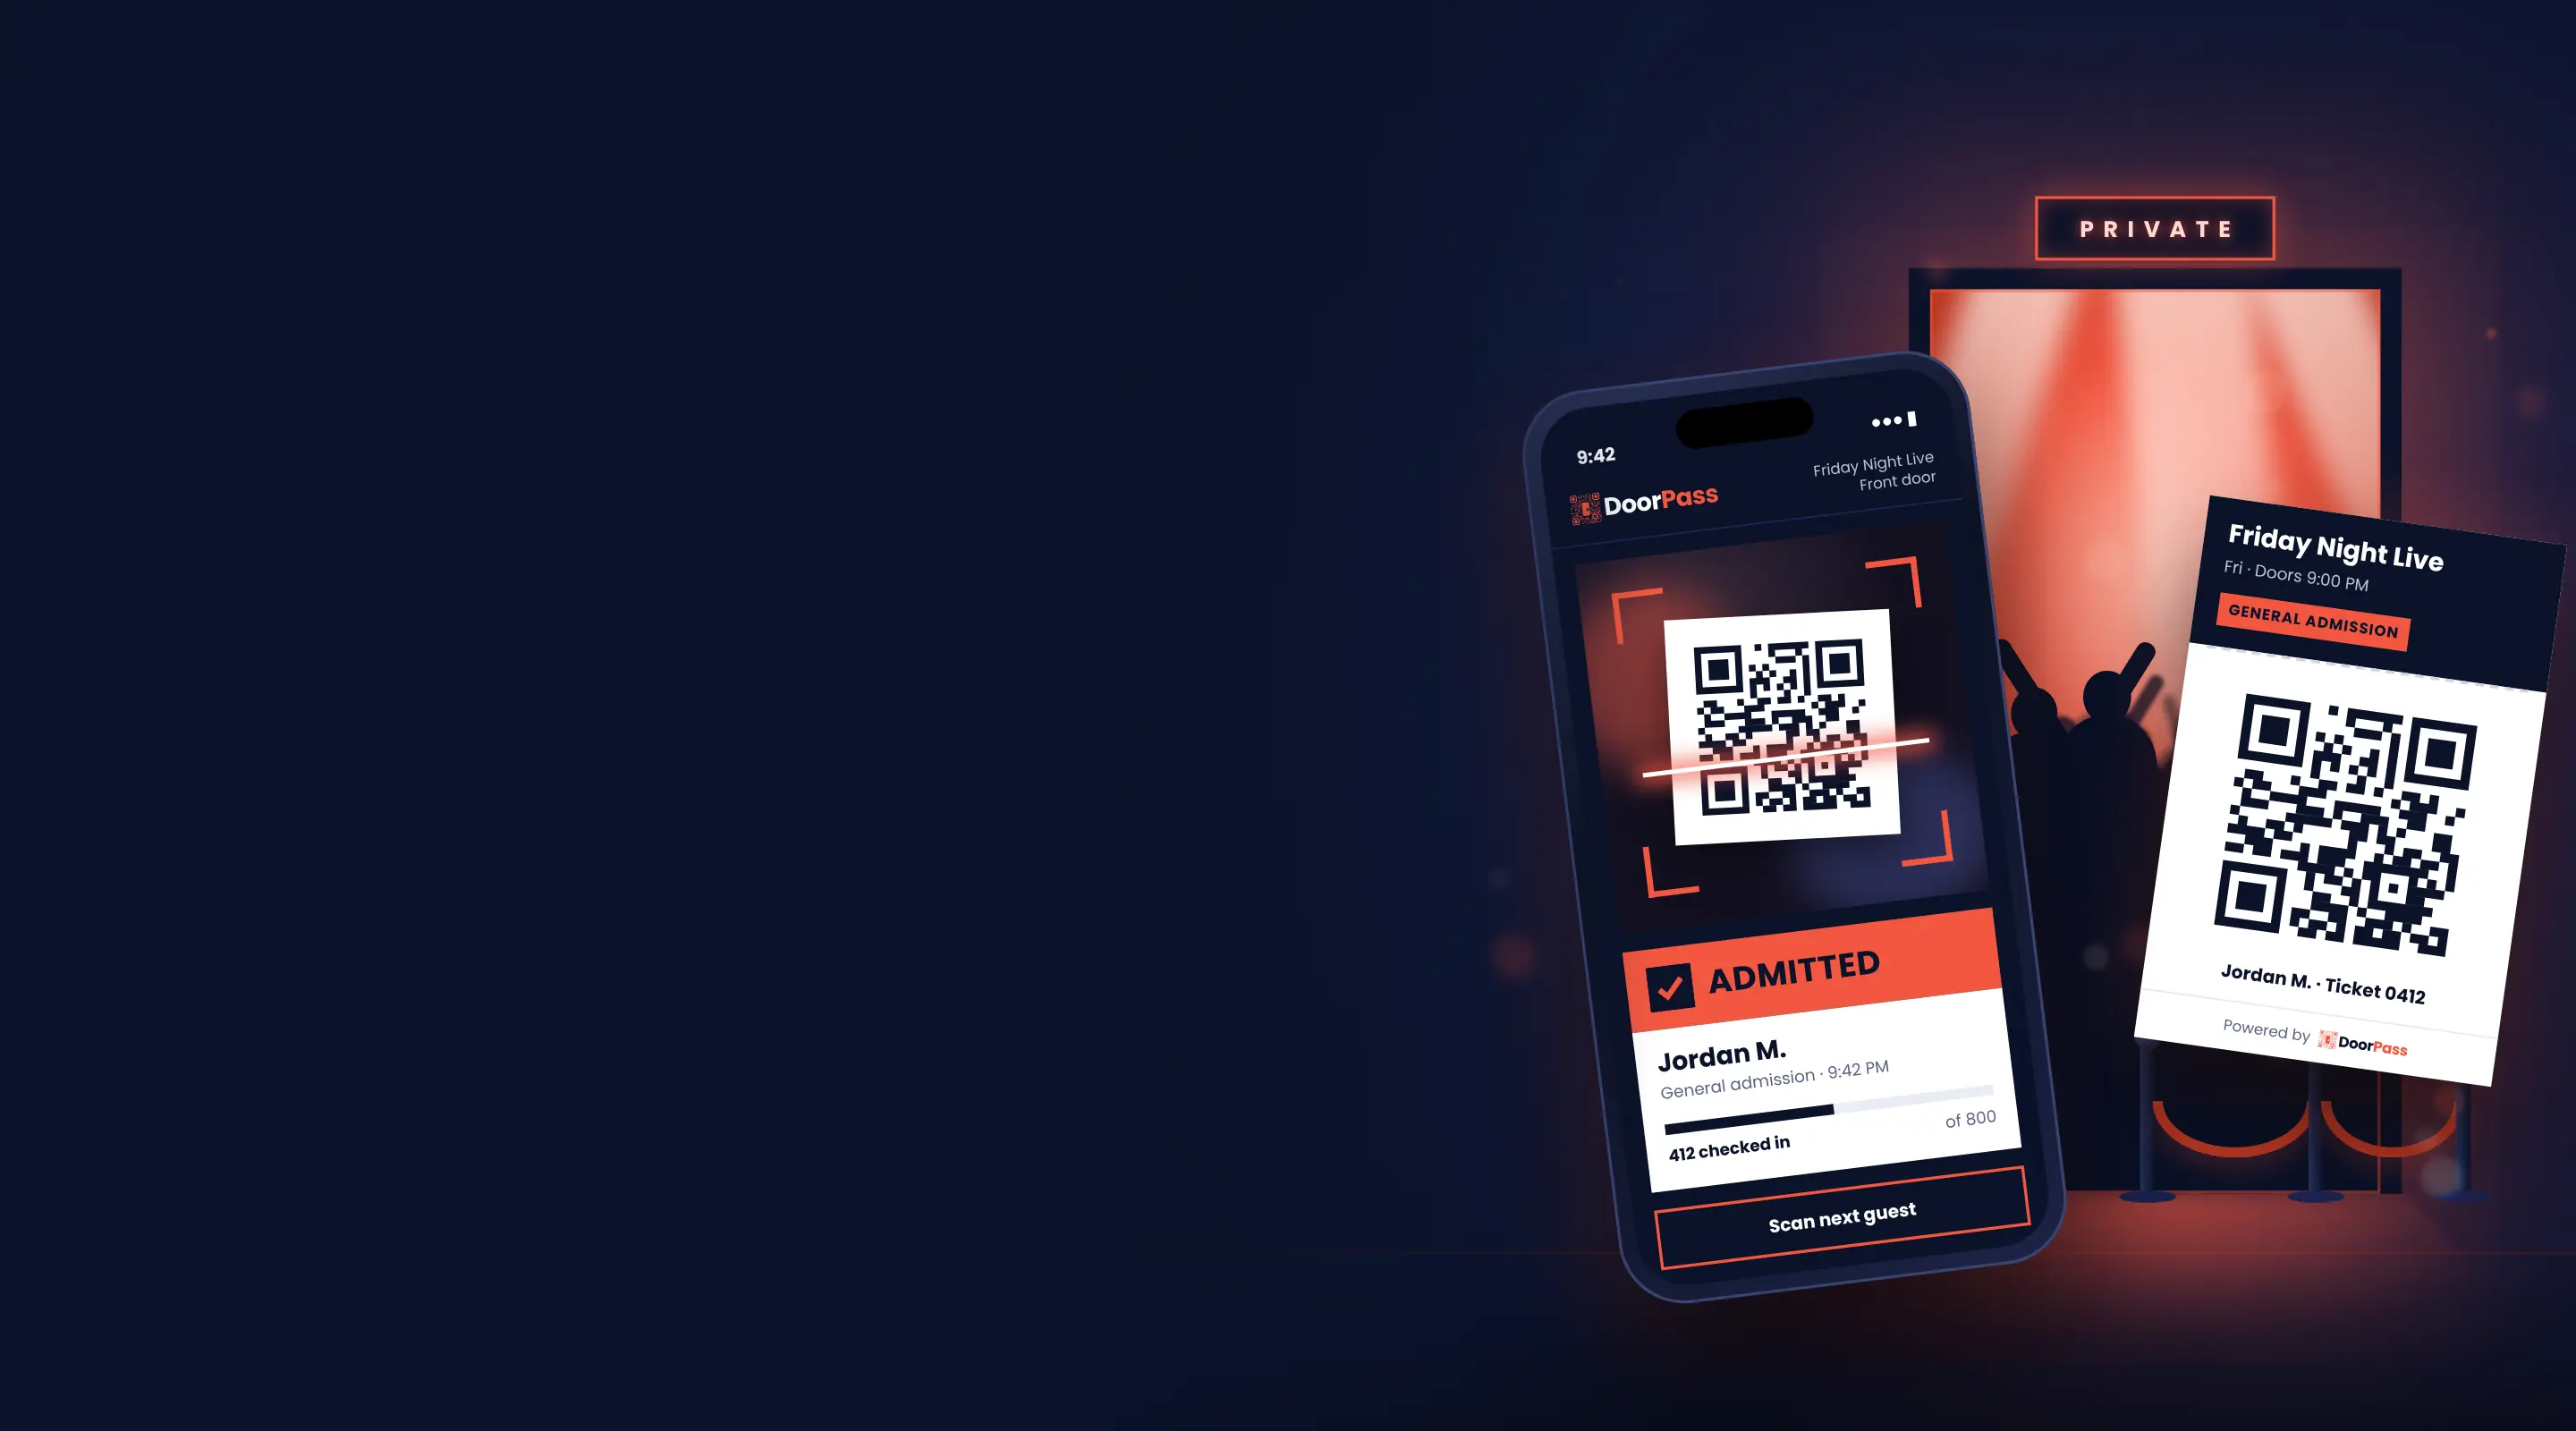 PRIVATE
9:42
DoorPass
Friday Night Live
Front door
ADMITTED
Jordan M.
General admission · 9:42 PM
412 checked in
of 800
Scan next guest
Friday Night Live
Fri · Doors 9:00 PM
GENERAL ADMISSION
Jordan M. · Ticket 0412
Powered by DoorPass